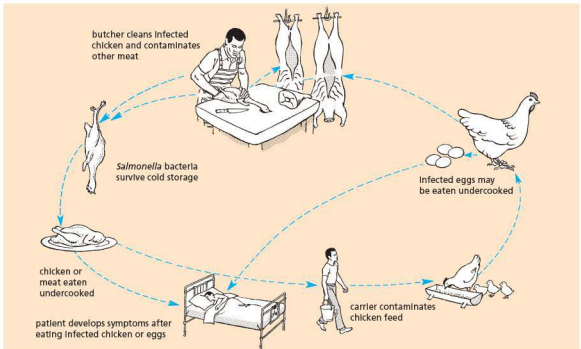 butcher cleans infected
chicken and contaminates
other meat
Salmonella bacteria
survive cold storage
infected eggs may
be eaten undercooked
chicken or
meat eaten
undercooked
carrier contaminates
chicken feed
patient develops symptoms after
eating infected chicken or eggs